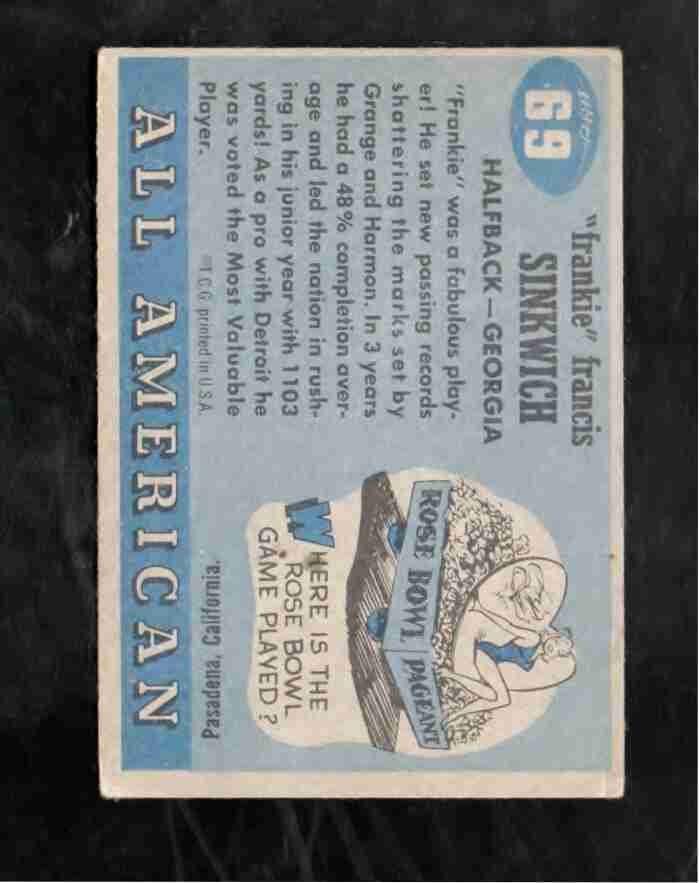 69
"frankie" francis
SINKWICH
HALFBACK—GEORGIA
"Frankie" was a fabulous play-
er! He set new passing records
shattering the marks set by
Grange and Harmon. In 3 years
he had a 48% completion aver-
age and led the nation in rush-
ing in his junior year with 1103
yards! As a pro with Detroit he
was voted the Most Valuable
Player.
©T.C.G. printed in U.S.A.
ROSE BOWL PAGEANT
WHERE IS THE
ROSE BOWL
GAME PLAYED?
Pasadena, California.
ALL AMERICAN